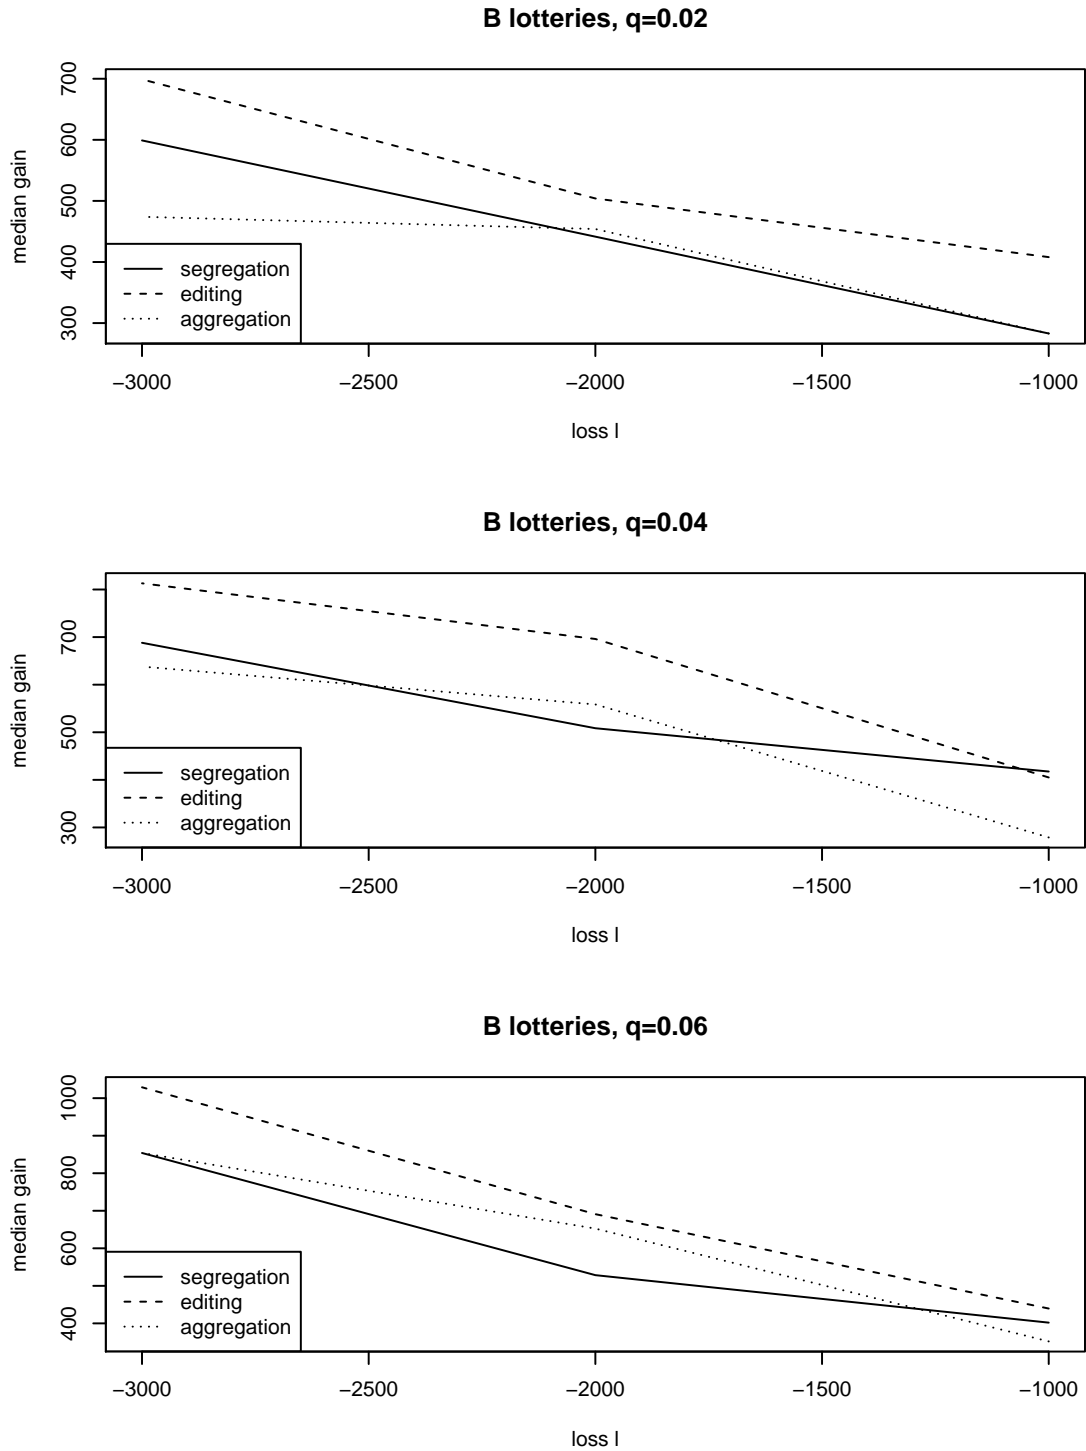 B lotteries, q=0.02
median gain
700
600
500
400
300
segregation
editing
aggregation
−3000 −2500 −2000 −1500 −1000
loss l
B lotteries, q=0.04
median gain
700
500
300
segregation
editing
aggregation
−3000 −2500 −2000 −1500 −1000
loss l
B lotteries, q=0.06
median gain
1000
800
600
400
segregation
editing
aggregation
−3000 −2500 −2000 −1500 −1000
loss l